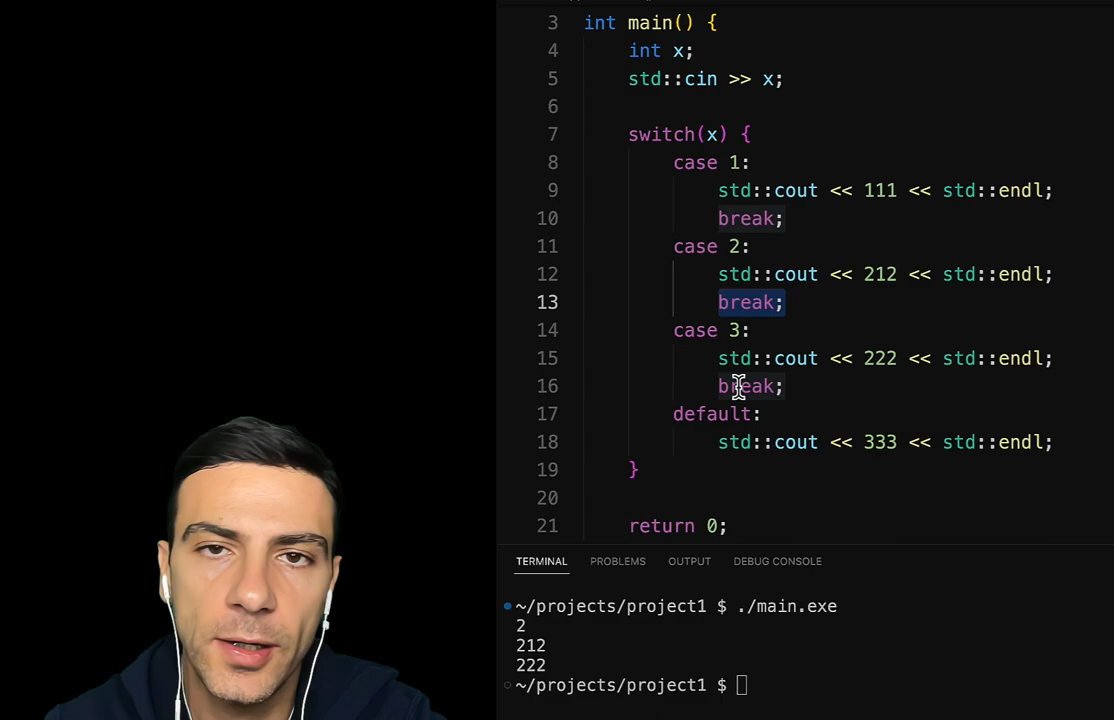 3 int main() {
4 int x;
5 std::cin >> x;
6
7 switch(x) {
8 case 1:
9 std::cout << 111 << std::endl;
10 break;
11 case 2:
12 std::cout << 212 << std::endl;
13 break;
14 case 3:
15 std::cout << 222 << std::endl;
16 break;
17 default:
18 std::cout << 333 << std::endl;
19 }
20
21 return 0;
TERMINAL PROBLEMS OUTPUT DEBUG CONSOLE
~/projects/project1 $ ./main.exe
2
212
222
~/projects/project1 $